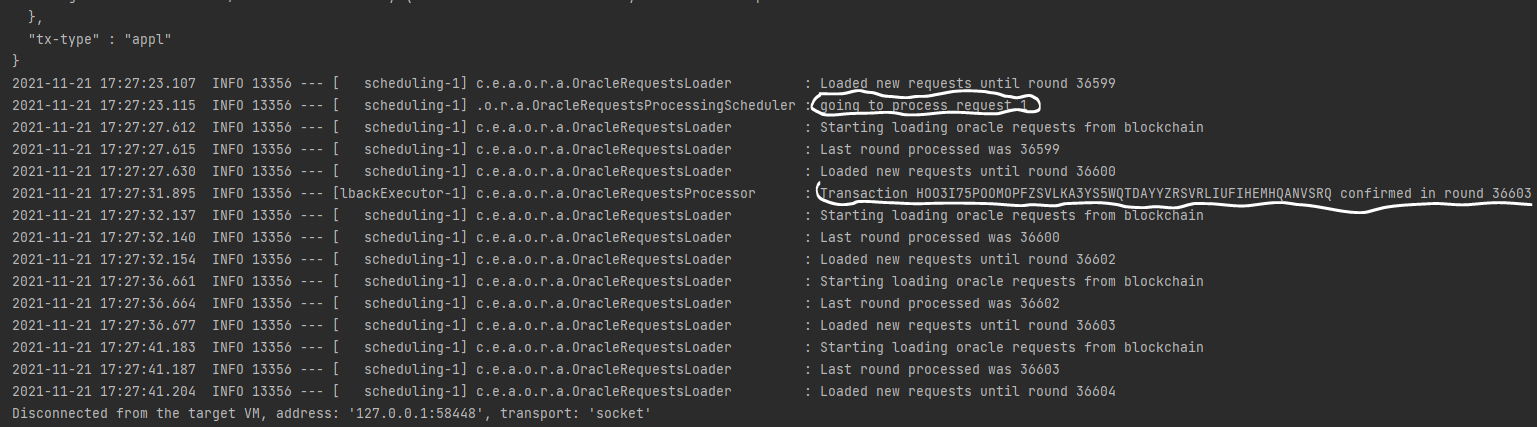 },
"tx-type" : "appl"
}
2021-11-21 17:27:23.107  INFO 13356 --- [   scheduling-1] c.e.a.o.r.a.OracleRequestsLoader         : Loaded new requests until round 36599
2021-11-21 17:27:23.115  INFO 13356 --- [   scheduling-1] .o.r.a.OracleRequestsProcessingScheduler : going to process request 1
2021-11-21 17:27:27.612  INFO 13356 --- [   scheduling-1] c.e.a.o.r.a.OracleRequestsLoader         : Starting loading oracle requests from blockchain
2021-11-21 17:27:27.615  INFO 13356 --- [   scheduling-1] c.e.a.o.r.a.OracleRequestsLoader         : Last round processed was 36599
2021-11-21 17:27:27.630  INFO 13356 --- [   scheduling-1] c.e.a.o.r.a.OracleRequestsLoader         : Loaded new requests until round 36600
2021-11-21 17:27:31.895  INFO 13356 --- [lbackExecutor-1] c.e.a.o.r.a.OracleRequestsProcessor      : Transaction HOO3I75POOMOPFZSVLKA3YS5WQTDAYYZRSVRLIUFIHEMHQANVSRQ confirmed in round 36603
2021-11-21 17:27:32.137  INFO 13356 --- [   scheduling-1] c.e.a.o.r.a.OracleRequestsLoader         : Starting loading oracle requests from blockchain
2021-11-21 17:27:32.140  INFO 13356 --- [   scheduling-1] c.e.a.o.r.a.OracleRequestsLoader         : Last round processed was 36600
2021-11-21 17:27:32.154  INFO 13356 --- [   scheduling-1] c.e.a.o.r.a.OracleRequestsLoader         : Loaded new requests until round 36602
2021-11-21 17:27:36.661  INFO 13356 --- [   scheduling-1] c.e.a.o.r.a.OracleRequestsLoader         : Starting loading oracle requests from blockchain
2021-11-21 17:27:36.664  INFO 13356 --- [   scheduling-1] c.e.a.o.r.a.OracleRequestsLoader         : Last round processed was 36602
2021-11-21 17:27:36.677  INFO 13356 --- [   scheduling-1] c.e.a.o.r.a.OracleRequestsLoader         : Loaded new requests until round 36603
2021-11-21 17:27:41.183  INFO 13356 --- [   scheduling-1] c.e.a.o.r.a.OracleRequestsLoader         : Starting loading oracle requests from blockchain
2021-11-21 17:27:41.187  INFO 13356 --- [   scheduling-1] c.e.a.o.r.a.OracleRequestsLoader         : Last round processed was 36603
2021-11-21 17:27:41.204  INFO 13356 --- [   scheduling-1] c.e.a.o.r.a.OracleRequestsLoader         : Loaded new requests until round 36604
Disconnected from the target VM, address: '127.0.0.1:58448', transport: 'socket'